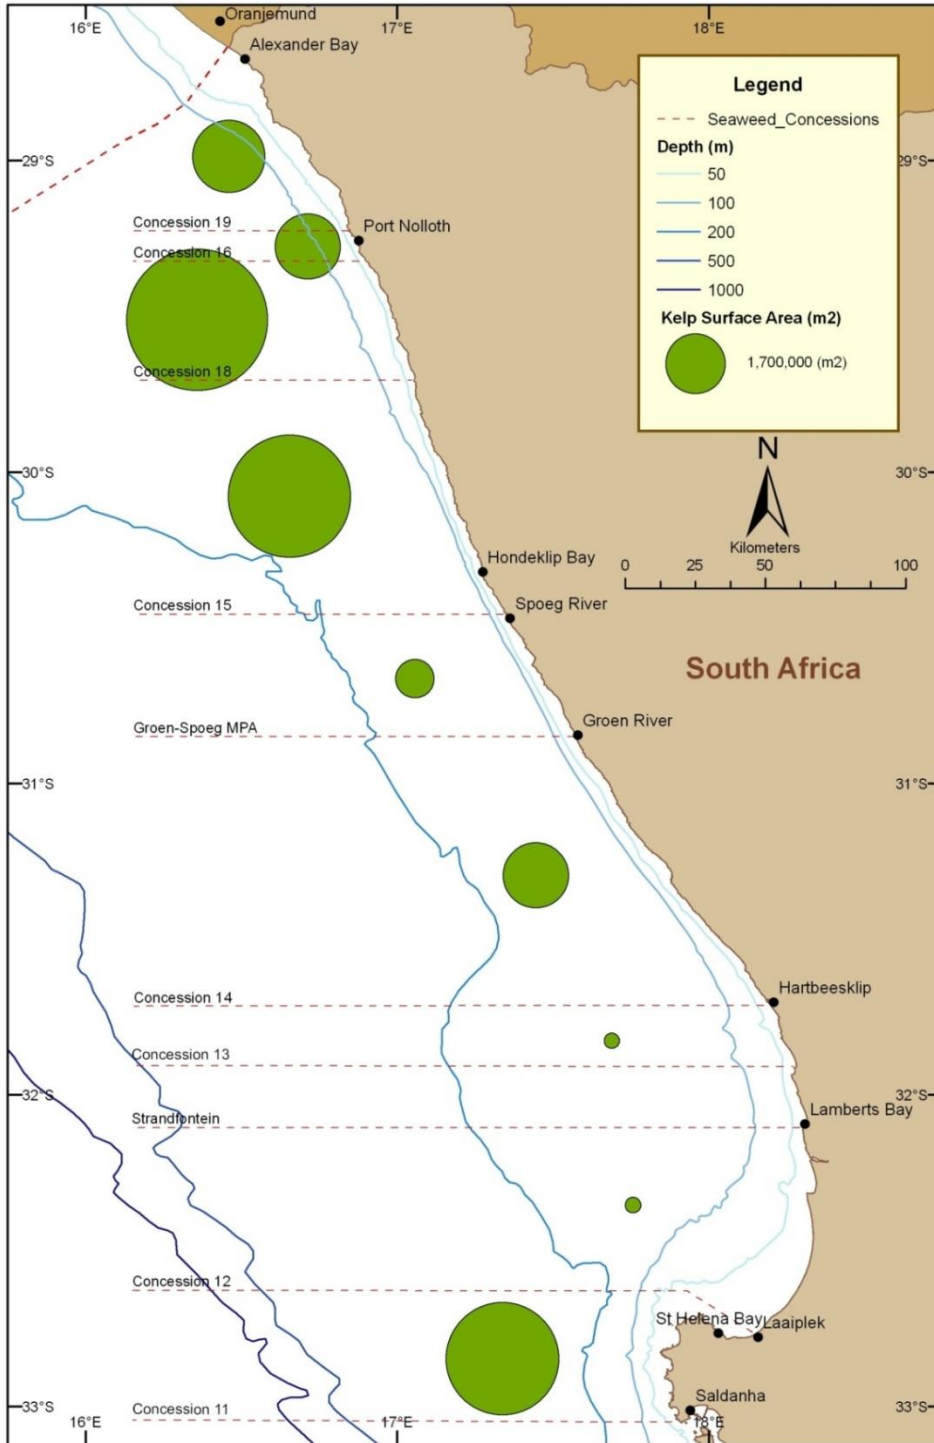 16°E
17°E
18°E
Oranjemund
Alexander Bay
Legend
Seaweed_Concessions
Depth (m)
50
100
200
500
1000
Kelp Surface Area (m2)
1,700,000 (m2)
29°S
29°S
Concession 19
Port Nolloth
Concession 16
Concession 18
N
Kilometers
0 25 50 100
30°S
30°S
Hondeklip Bay
Concession 15
Spoeg River
South Africa
Groen-Spoeg MPA
Groen River
31°S
31°S
Concession 14
Hartbeesklip
Concession 13
32°S
32°S
Strandfontein
Lamberts Bay
Concession 12
St Helena Bay
Laaiplek
Saldanha
33°S
33°S
Concession 11
16°E
17°E
18°E